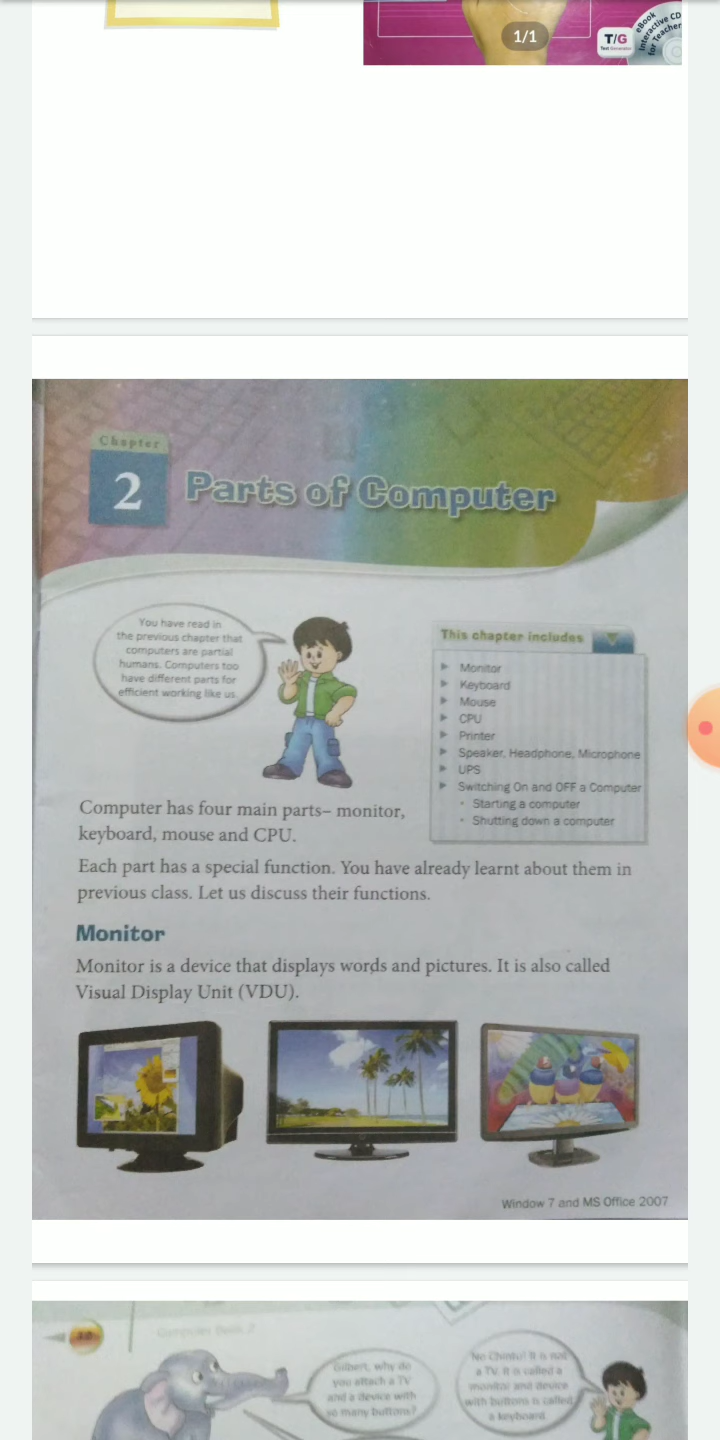 1/1
T/G
eBook
Interactive CD
for Teacher
Chapter
2
Parts of Computer
You have read in
the previous chapter that
computers are partial
humans. Computers too
have different parts for
efficient working like us.
This chapter includes
Monitor
Keyboard
Mouse
CPU
Printer
Speaker, Headphone, Microphone
UPS
Switching On and OFF a Computer
Starting a computer
Shutting down a computer
Computer has four main parts– monitor,
keyboard, mouse and CPU.
Each part has a special function. You have already learnt about them in
previous class. Let us discuss their functions.
Monitor
Monitor is a device that displays words and pictures. It is also called
Visual Display Unit (VDU).
Window 7 and MS Office 2007
Gilbert, why do
you attach a TV
and a device with
so many buttons?
No Chintu! It is not
a TV. It is called a
monitor and device
with buttons is called
a keyboard.